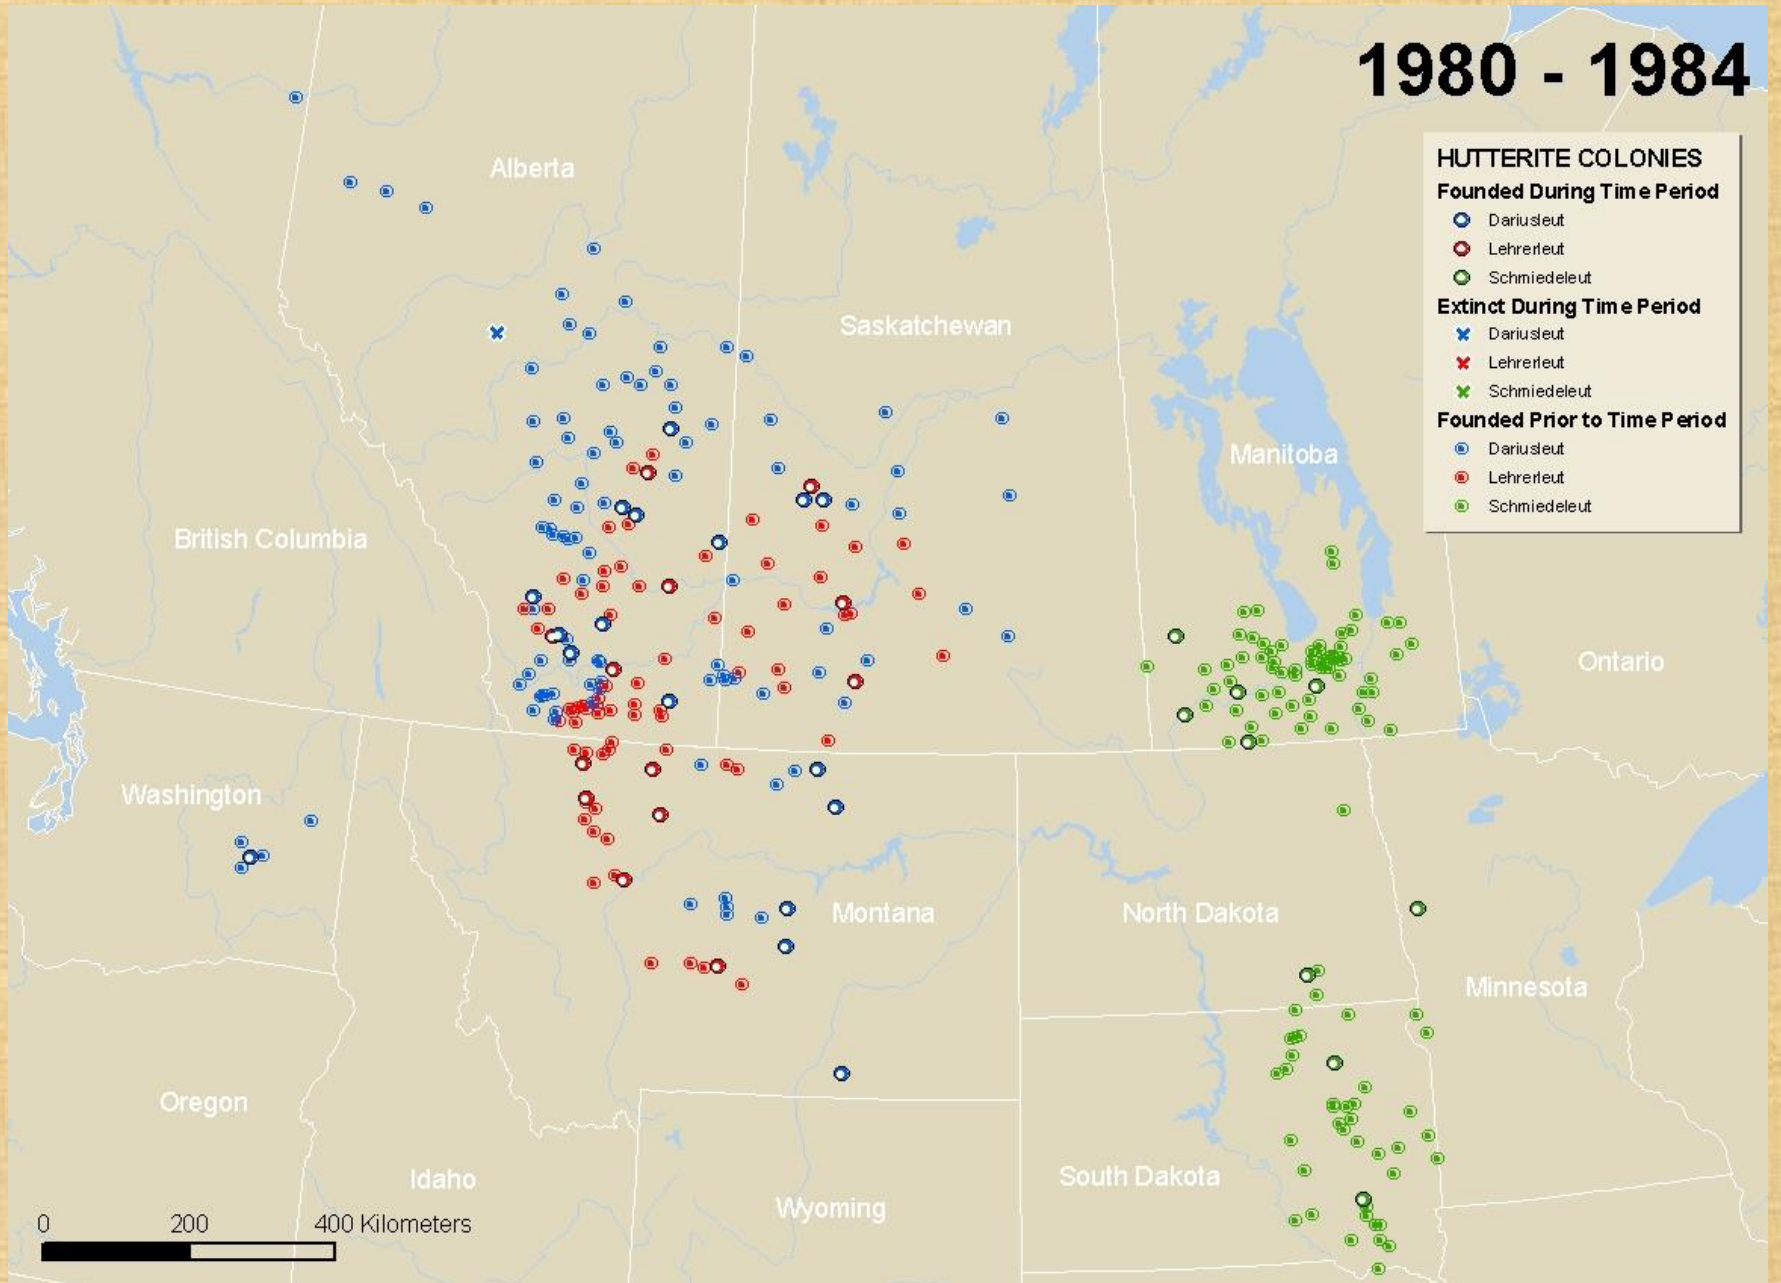 1980 - 1984
HUTTERITE COLONIES
Founded During Time Period
Dariusleut
Lehrerleut
Schmiedeleut
Extinct During Time Period
Dariusleut
Lehrerleut
Schmiedeleut
Founded Prior to Time Period
Dariusleut
Lehrerleut
Schmiedeleut
Alberta
Saskatchewan
Manitoba
British Columbia
Ontario
Washington
Montana
North Dakota
Minnesota
Oregon
Idaho
South Dakota
Wyoming
0 200 400 Kilometers